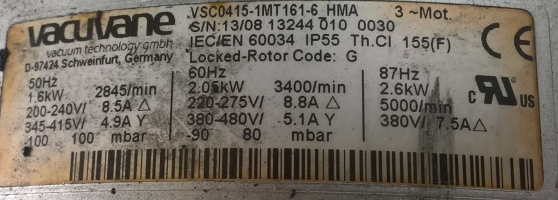 vacuvane
vacuum technology gmbh
D-97424 Schweinfurt, Germany
VSC0415-1MT161-6 HMA 3 ~Mot.
S/N:13/08 13244 010 0030
IEC/EN 60034 IP55 Th.Cl 155(F)
Locked-Rotor Code: G
50Hz
1.6kW 2845/min
200-240V/ 8.5A △
345-415V/ 4.9A Y
-100 100 mbar
60Hz
2.05kW 3400/min
220-275V/ 8.8A △
380-480V/ 5.1A Y
-90 80 mbar
87Hz
2.6kW
5000/min
380V/ 7.5A △
CE
c RU US